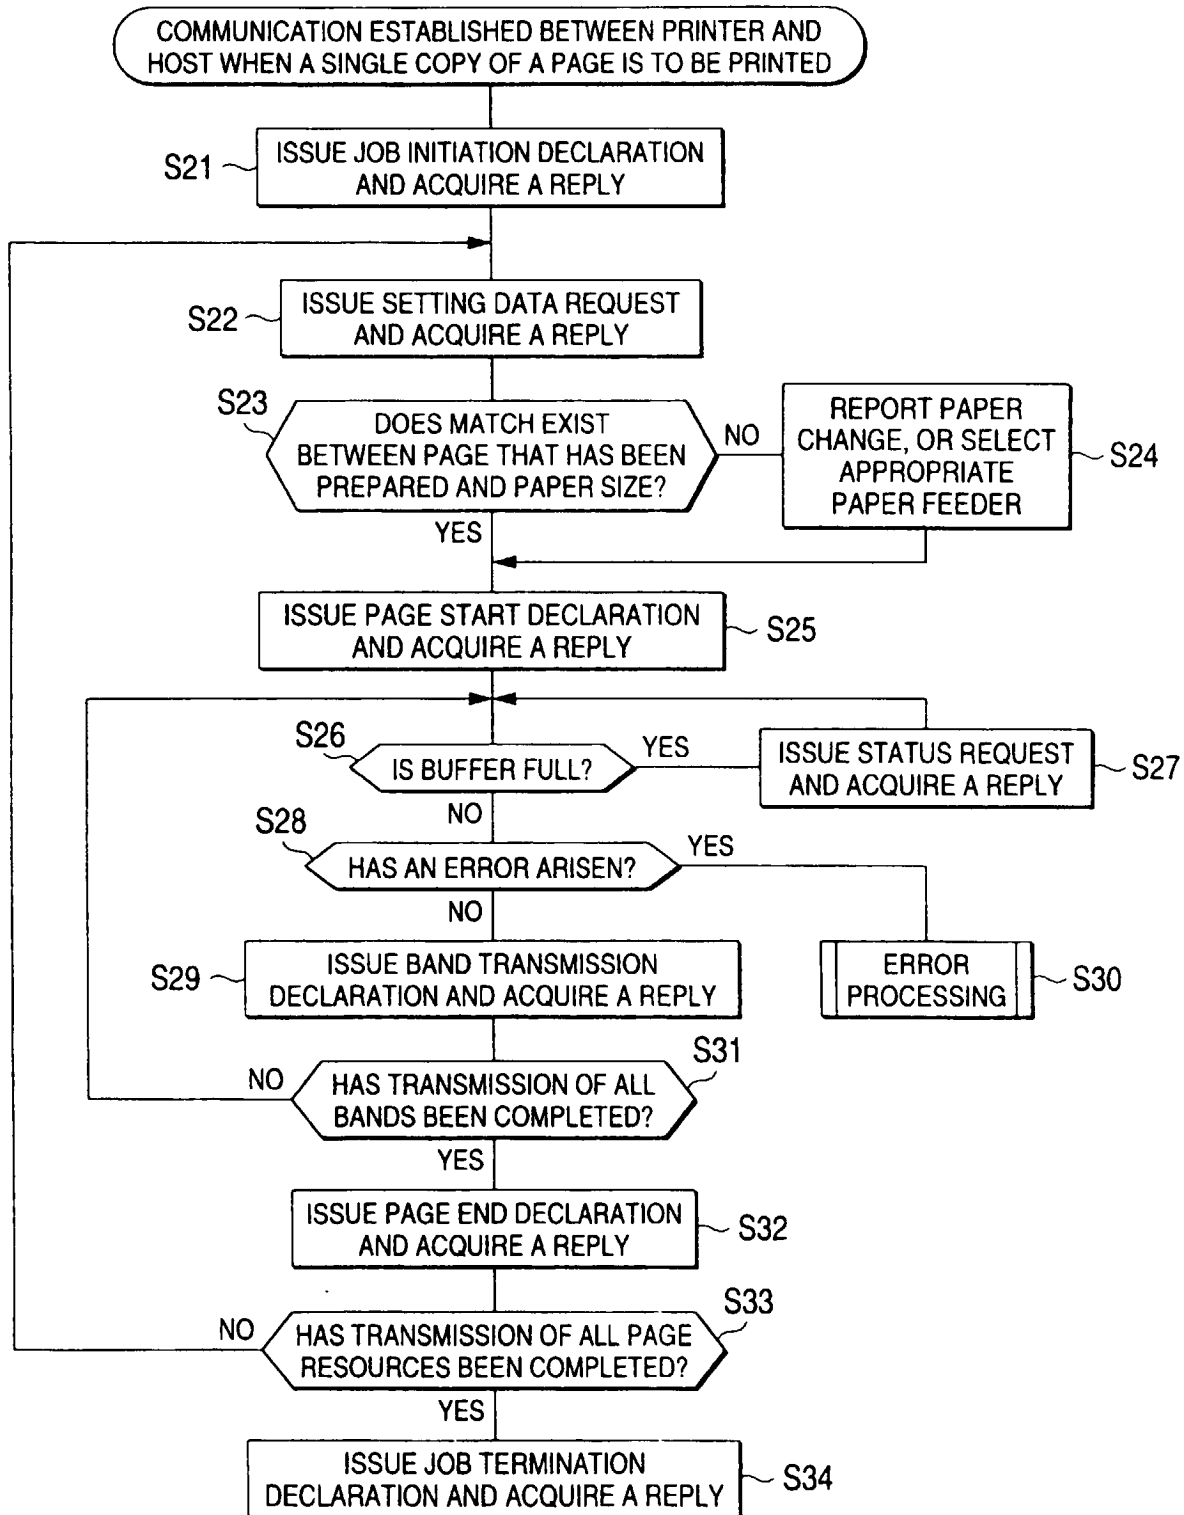 COMMUNICATION ESTABLISHED BETWEEN PRINTER AND
HOST WHEN A SINGLE COPY OF A PAGE IS TO BE PRINTED
S21
ISSUE JOB INITIATION DECLARATION
AND ACQUIRE A REPLY
S22
ISSUE SETTING DATA REQUEST
AND ACQUIRE A REPLY
S23
DOES MATCH EXIST
BETWEEN PAGE THAT HAS BEEN
PREPARED AND PAPER SIZE?
NO
REPORT PAPER
CHANGE, OR SELECT
APPROPRIATE
PAPER FEEDER
S24
YES
ISSUE PAGE START DECLARATION
AND ACQUIRE A REPLY
S25
S26
IS BUFFER FULL?
YES
ISSUE STATUS REQUEST
AND ACQUIRE A REPLY
S27
NO
S28
HAS AN ERROR ARISEN?
YES
NO
S29
ISSUE BAND TRANSMISSION
DECLARATION AND ACQUIRE A REPLY
ERROR
PROCESSING
S30
S31
NO
HAS TRANSMISSION OF ALL
BANDS BEEN COMPLETED?
YES
ISSUE PAGE END DECLARATION
AND ACQUIRE A REPLY
S32
S33
NO
HAS TRANSMISSION OF ALL PAGE
RESOURCES BEEN COMPLETED?
YES
ISSUE JOB TERMINATION
DECLARATION AND ACQUIRE A REPLY
S34